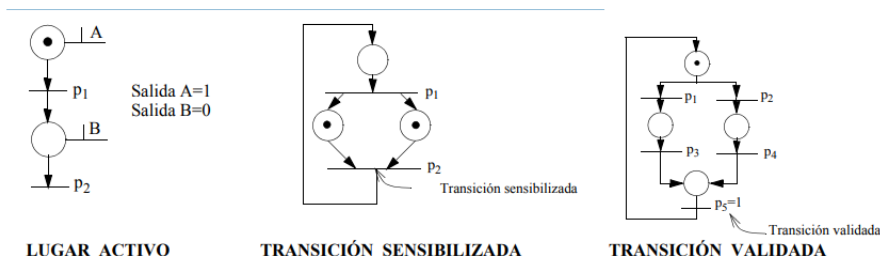 A
p1
Salida A=1
Salida B=0
B
p2
LUGAR ACTIVO
p1
p2
Transición sensibilizada
TRANSICIÓN SENSIBILIZADA
p1
p2
p3
p4
p5=1
Transición validada
TRANSICIÓN VALIDADA